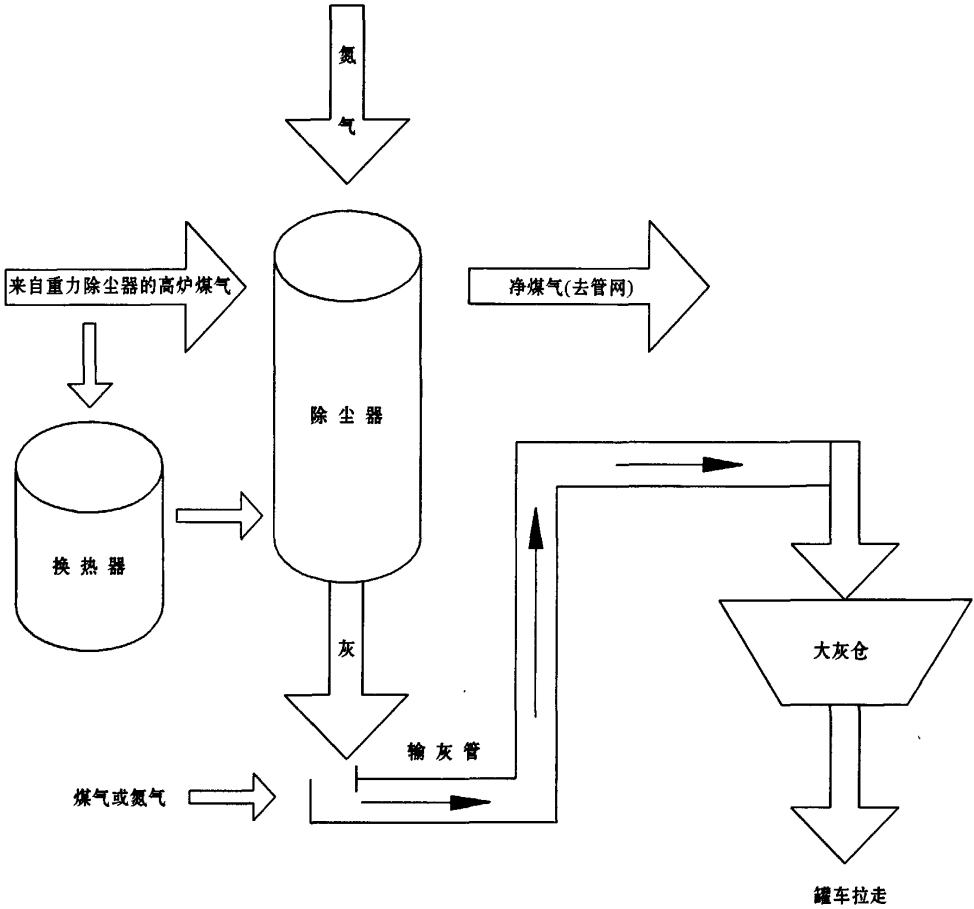 氮
气
来自重力除尘器的高炉煤气
净煤气(去管网)
除尘器
换热器
灰
大灰仓
输灰管
煤气或氮气
罐车拉走